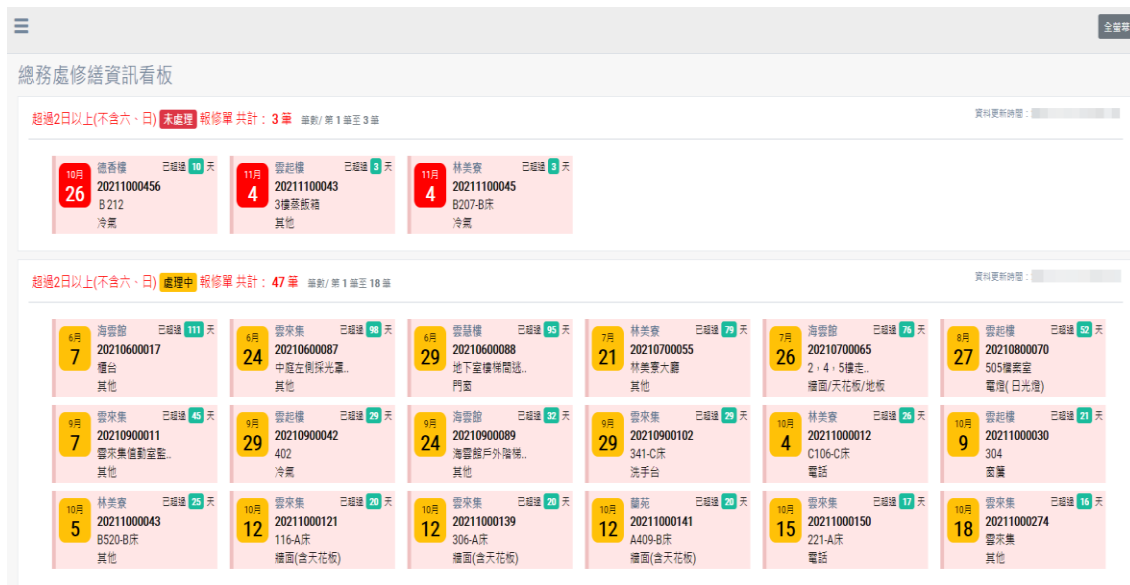 全螢幕
總務處修繕資訊看板
超過2日以上(不含六、日) 未處理 報修單 共計： 3 筆 筆數/ 第 1 筆至 3 筆
資料更新時間：
10月 26 德香樓 已超過 10 天
20211000456
B 212
冷氣
11月 4 雲起樓 已超過 3 天
20211100043
3樓蒸飯箱
其他
11月 4 林美寮 已超過 3 天
20211100045
B207-B床
冷氣
超過2日以上(不含六、日) 處理中 報修單 共計： 47 筆 筆數/ 第 1 筆至 18 筆
資料更新時間：
6月 7 海雲館 已超過 111 天
20210600017
櫃台
其他
6月 24 雲來集 已超過 98 天
20210600087
中庭左側採光罩..
其他
6月 29 雲慧樓 已超過 95 天
20210600088
地下室樓梯間逃..
門窗
7月 21 林美寮 已超過 79 天
20210700055
林美寮大廳
其他
7月 26 海雲館 已超過 76 天
20210700065
2，4，5樓走..
牆面/天花板/地板
8月 27 雲起樓 已超過 52 天
20210800070
505檔案室
電燈( 日光燈)
9月 7 雲來集 已超過 45 天
20210900011
雲來集值勤室監..
其他
9月 29 雲起樓 已超過 29 天
20210900042
402
冷氣
9月 24 海雲館 已超過 32 天
20210900089
海雲館戶外階梯..
其他
9月 29 雲來集 已超過 29 天
20210900102
341-C床
洗手台
10月 4 林美寮 已超過 26 天
20211000012
C106-C床
電話
10月 9 雲起樓 已超過 21 天
20211000030
304
窗簾
10月 5 林美寮 已超過 25 天
20211000043
B520-B床
其他
10月 12 雲來集 已超過 20 天
20211000121
116-A床
牆面(含天花板)
10月 12 雲來集 已超過 20 天
20211000139
306-A床
牆面(含天花板)
10月 12 蘭苑 已超過 20 天
20211000141
A409-B床
牆面(含天花板)
10月 15 雲來集 已超過 17 天
20211000150
221-A床
電話
10月 18 雲來集 已超過 16 天
20211000274
雲來集
其他